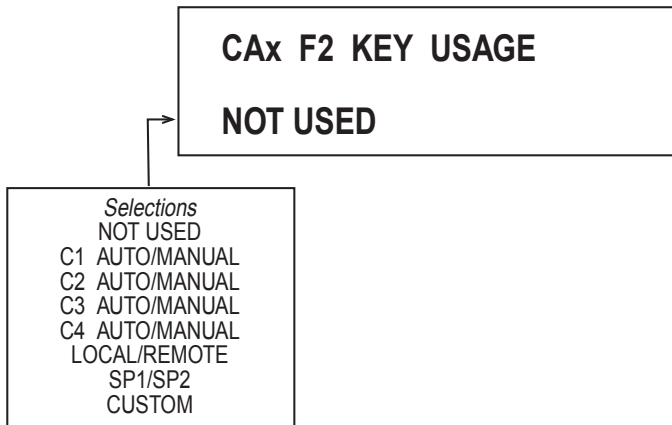 CAx F2 KEY USAGE
NOT USED
Selections
NOT USED
C1 AUTO/MANUAL
C2 AUTO/MANUAL
C3 AUTO/MANUAL
C4 AUTO/MANUAL
LOCAL/REMOTE
SP1/SP2
CUSTOM